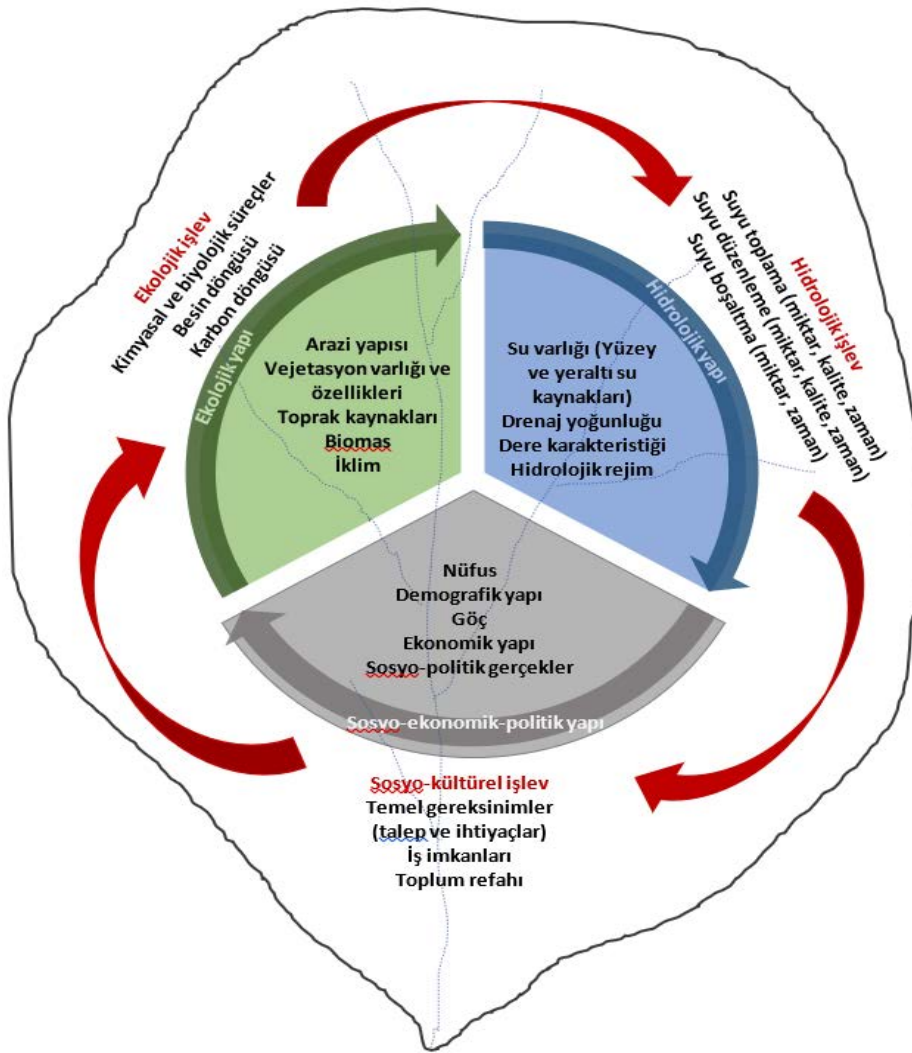 Ekolojik işlev
Kimyasal ve biyolojik süreçler
Besin döngüsü
Karbon döngüsü
Ekolojik yapı
Arazi yapısı
Vejetasyon varlığı ve
özellikleri
Toprak kaynakları
Biomas
İklim
Hidrolojik işlev
Suyu toplama (miktar, kalite, zaman)
Suyu düzenleme (miktar, kalite, zaman)
Suyu boşaltma (miktar, zaman)
Hidrolojik yapı
Su varlığı (Yüzey
ve yeraltı su
kaynakları)
Drenaj yoğunluğu
Dere karakteristiği
Hidrolojik rejim
Nüfus
Demografik yapı
Göç
Ekonomik yapı
Sosyo-politik gerçekler
Sosyo-ekonomik-politik yapı
Sosyo-kültürel işlev
Temel gereksinimler
(talep ve ihtiyaçlar)
İş imkanları
Toplum refahı